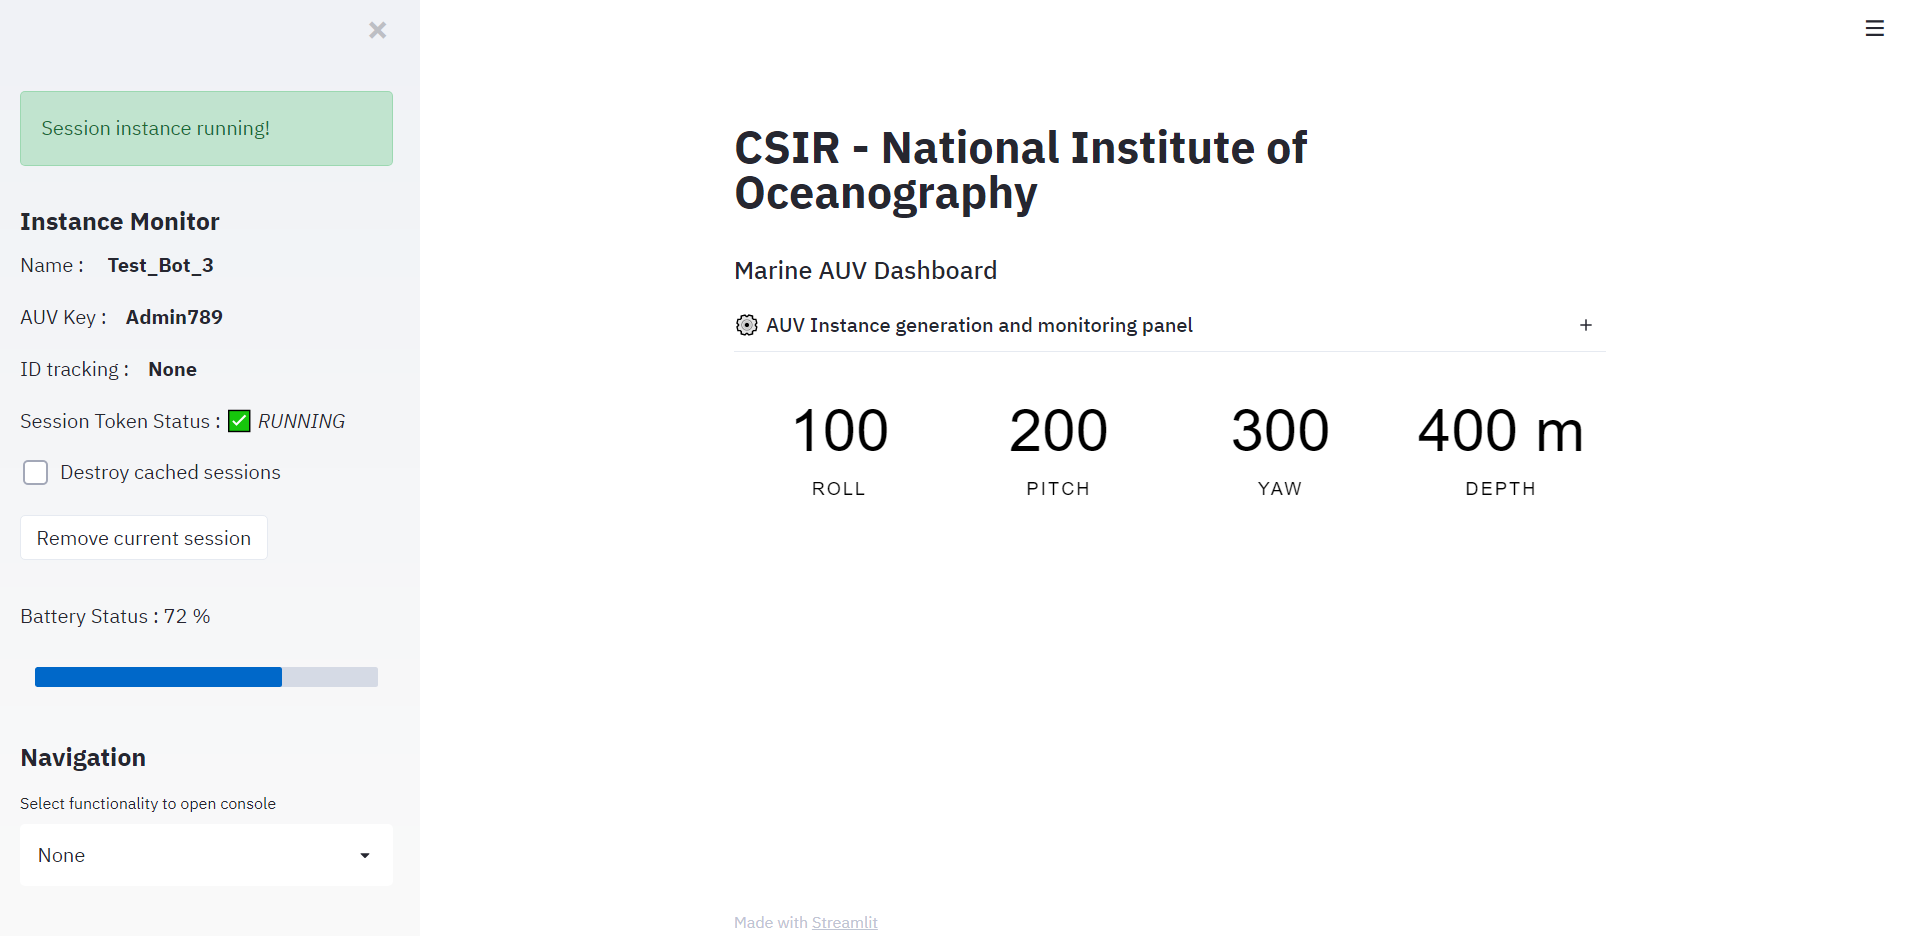 Session instance running!
Instance Monitor
Name : Test_Bot_3
AUV Key : Admin789
ID tracking : None
Session Token Status : ✅ RUNNING
Destroy cached sessions
Remove current session
Battery Status : 72 %
Navigation
Select functionality to open console
None
CSIR - National Institute of
Oceanography
Marine AUV Dashboard
AUV Instance generation and monitoring panel +
100 200 300 400 m
ROLL PITCH YAW DEPTH
Made with Streamlit